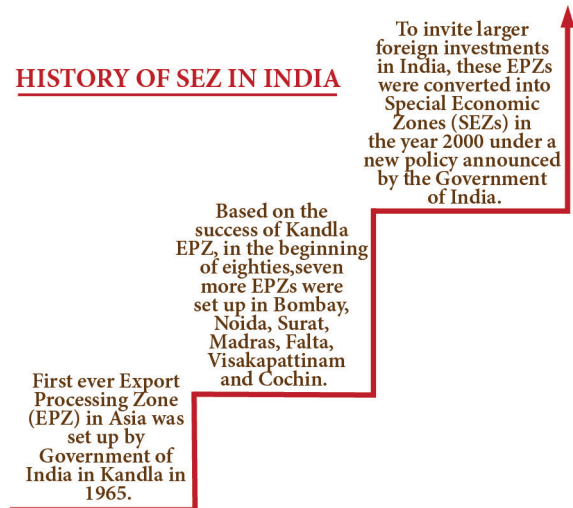 HISTORY OF SEZ IN INDIA
First ever Export
Processing Zone
(EPZ) in Asia was
set up by
Government of
India in Kandla in
1965.
Based on the
success of Kandla
EPZ, in the beginning
of eighties,seven
more EPZs were
set up in Bombay,
Noida, Surat,
Madras, Falta,
Visakapattinam
and Cochin.
To invite larger
foreign investments
in India, these EPZs
were converted into
Special Economic
Zones (SEZs) in
the year 2000 under a
new policy announced
by the Government
of India.